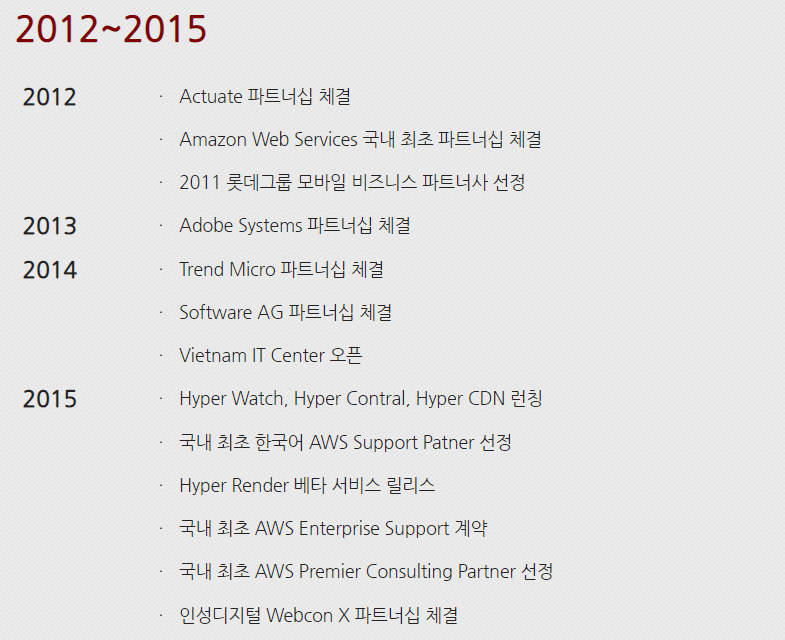 2012~2015
2012 · Actuate 파트너십 체결
· Amazon Web Services 국내 최초 파트너십 체결
· 2011 롯데그룹 모바일 비즈니스 파트너사 선정
2013 · Adobe Systems 파트너십 체결
2014 · Trend Micro 파트너십 체결
· Software AG 파트너십 체결
· Vietnam IT Center 오픈
2015 · Hyper Watch, Hyper Contral, Hyper CDN 런칭
· 국내 최초 한국어 AWS Support Patner 선정
· Hyper Render 베타 서비스 릴리스
· 국내 최초 AWS Enterprise Support 계약
· 국내 최초 AWS Premier Consulting Partner 선정
· 인성디지털 Webcon X 파트너십 체결